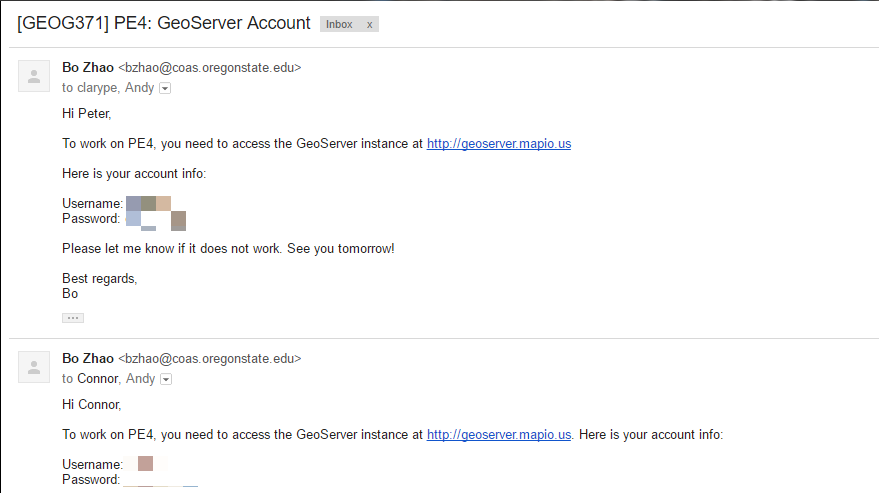 [GEOG371] PE4: GeoServer Account Inbox x
Bo Zhao <bzhao@coas.oregonstate.edu>
to clarype, Andy
Hi Peter,
To work on PE4, you need to access the GeoServer instance at http://geoserver.mapio.us
Here is your account info:
Username:
Password:
Please let me know if it does not work. See you tomorrow!
Best regards,
Bo
Bo Zhao <bzhao@coas.oregonstate.edu>
to Connor, Andy
Hi Connor,
To work on PE4, you need to access the GeoServer instance at http://geoserver.mapio.us. Here is your account info:
Username:
Password: